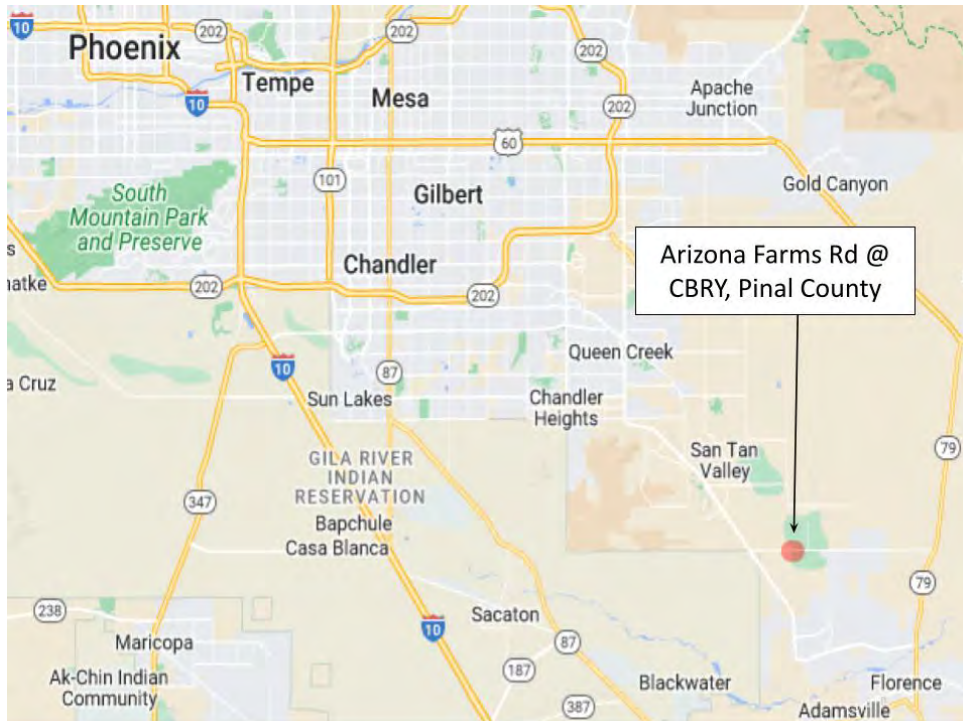 10
202
202
Phoenix
Tempe
202
Mesa
Apache
Junction
10
202
60
101
Gold Canyon
South
Mountain Park
and Preserve
Gilbert
Arizona Farms Rd @
CBRY, Pinal County
Chandler
202
202
10
Queen Creek
87
a Cruz
Sun Lakes
Chandler
Heights
San Tan
Valley
79
GILA RIVER
INDIAN
RESERVATION
347
Bapchule
Casa Blanca
79
238
Sacaton
10
Maricopa
87
187
Ak-Chin Indian
Community
Blackwater
Florence
387
Adamsville